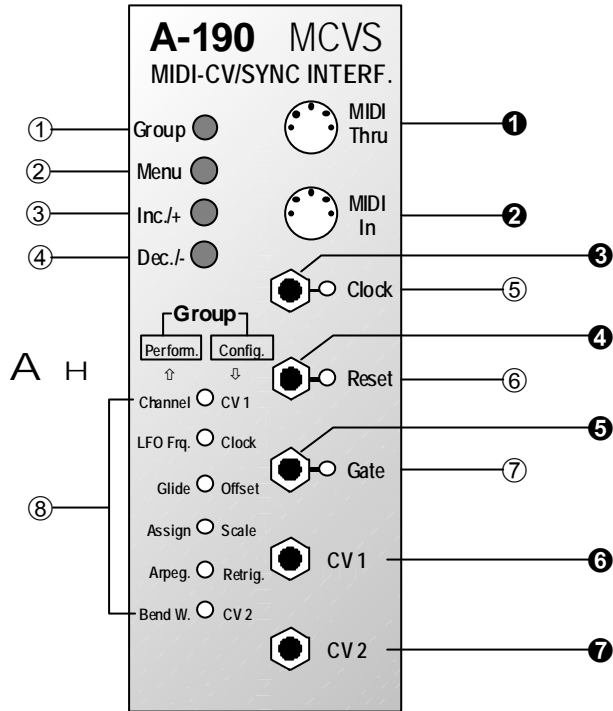 A-190 MCVS
MIDI-CV/SYNC INTERF.
① Group MIDI Thru ❶
② Menu
③ Inc./+ MIDI In ❷
④ Dec./-
❸
Clock ⑤
Group
Perform. Config.
❹
A H
⇧ ⇩ Reset ⑥
Channel CV 1
LFO Frq. Clock
❺
⑧ Glide Offset Gate ⑦
Assign Scale
CV 1 ❻
Arpeg. Retrig.
Bend W. CV 2
CV 2 ❼